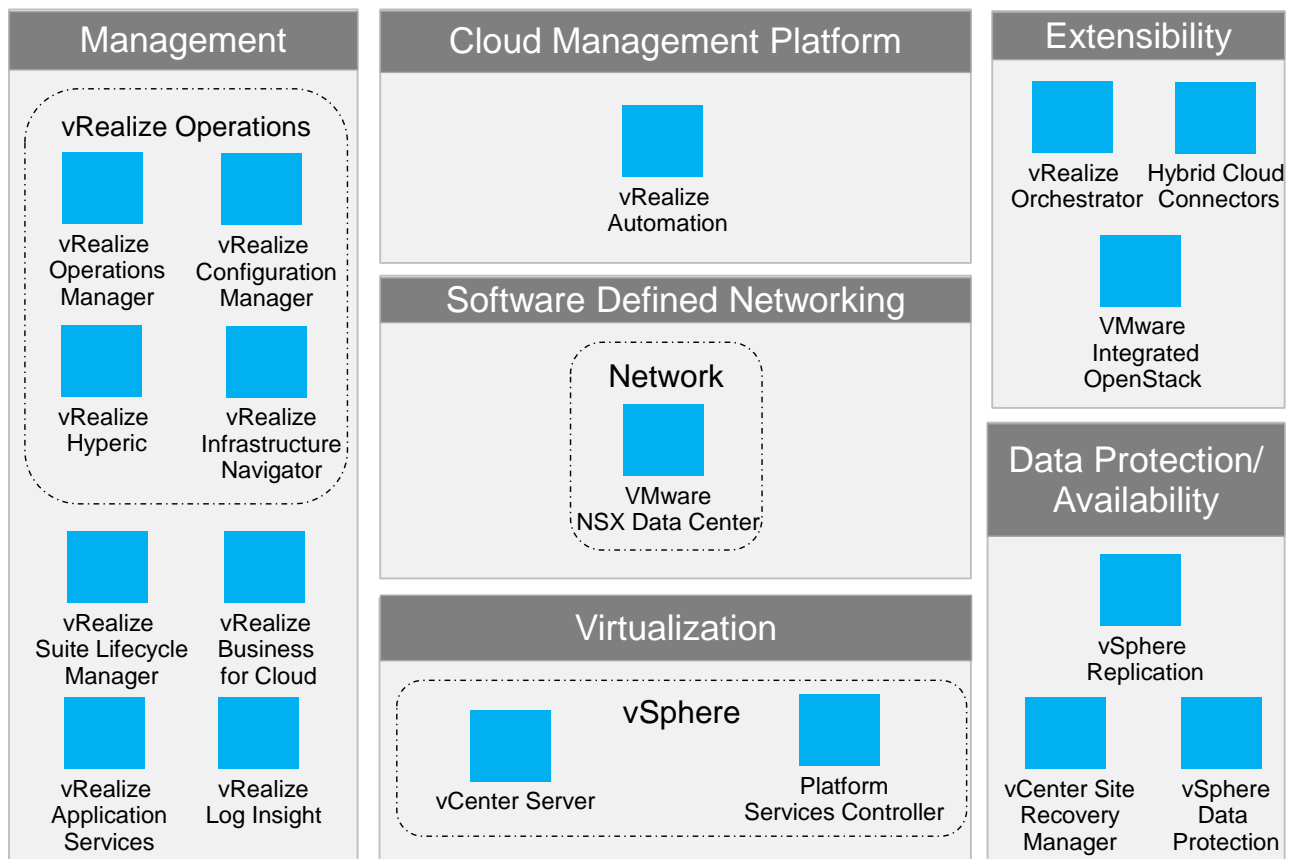 Management
vRealize Operations
vRealize
Operations
Manager
vRealize
Configuration
Manager
vRealize
Hyperic
vRealize
Infrastructure
Navigator
vRealize
Suite Lifecycle
Manager
vRealize
Business
for Cloud
vRealize
Application
Services
vRealize
Log Insight
Cloud Management Platform
vRealize
Automation
Software Defined Networking
Network
VMware
NSX Data Center
Virtualization
vSphere
vCenter Server
Platform
Services Controller
Extensibility
vRealize
Orchestrator
Hybrid Cloud
Connectors
VMware
Integrated
OpenStack
Data Protection/
Availability
vSphere
Replication
vCenter Site
Recovery
Manager
vSphere
Data
Protection